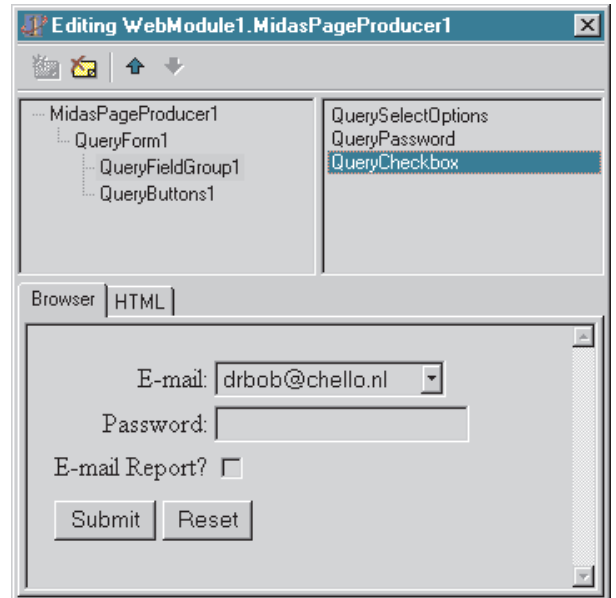 Editing WebModule1.MidasPageProducer1
MidasPageProducer1
QueryForm1
QueryFieldGroup1
QueryButtons1
QuerySelectOptions
QueryPassword
QueryCheckbox
Browser
HTML
E-mail: drbob@chello.nl
Password:
E-mail Report?
Submit
Reset